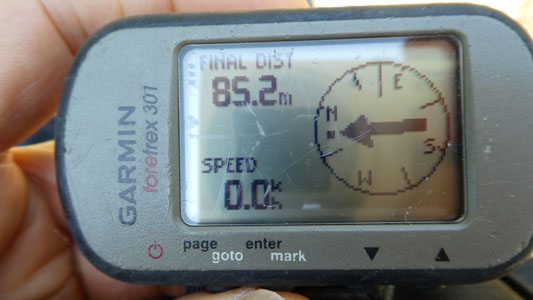 GARMIN
foretrex 301
FINAL DIST
85.2m
SPEED
0.0k/h
N
E
S
W
page
goto
enter
mark